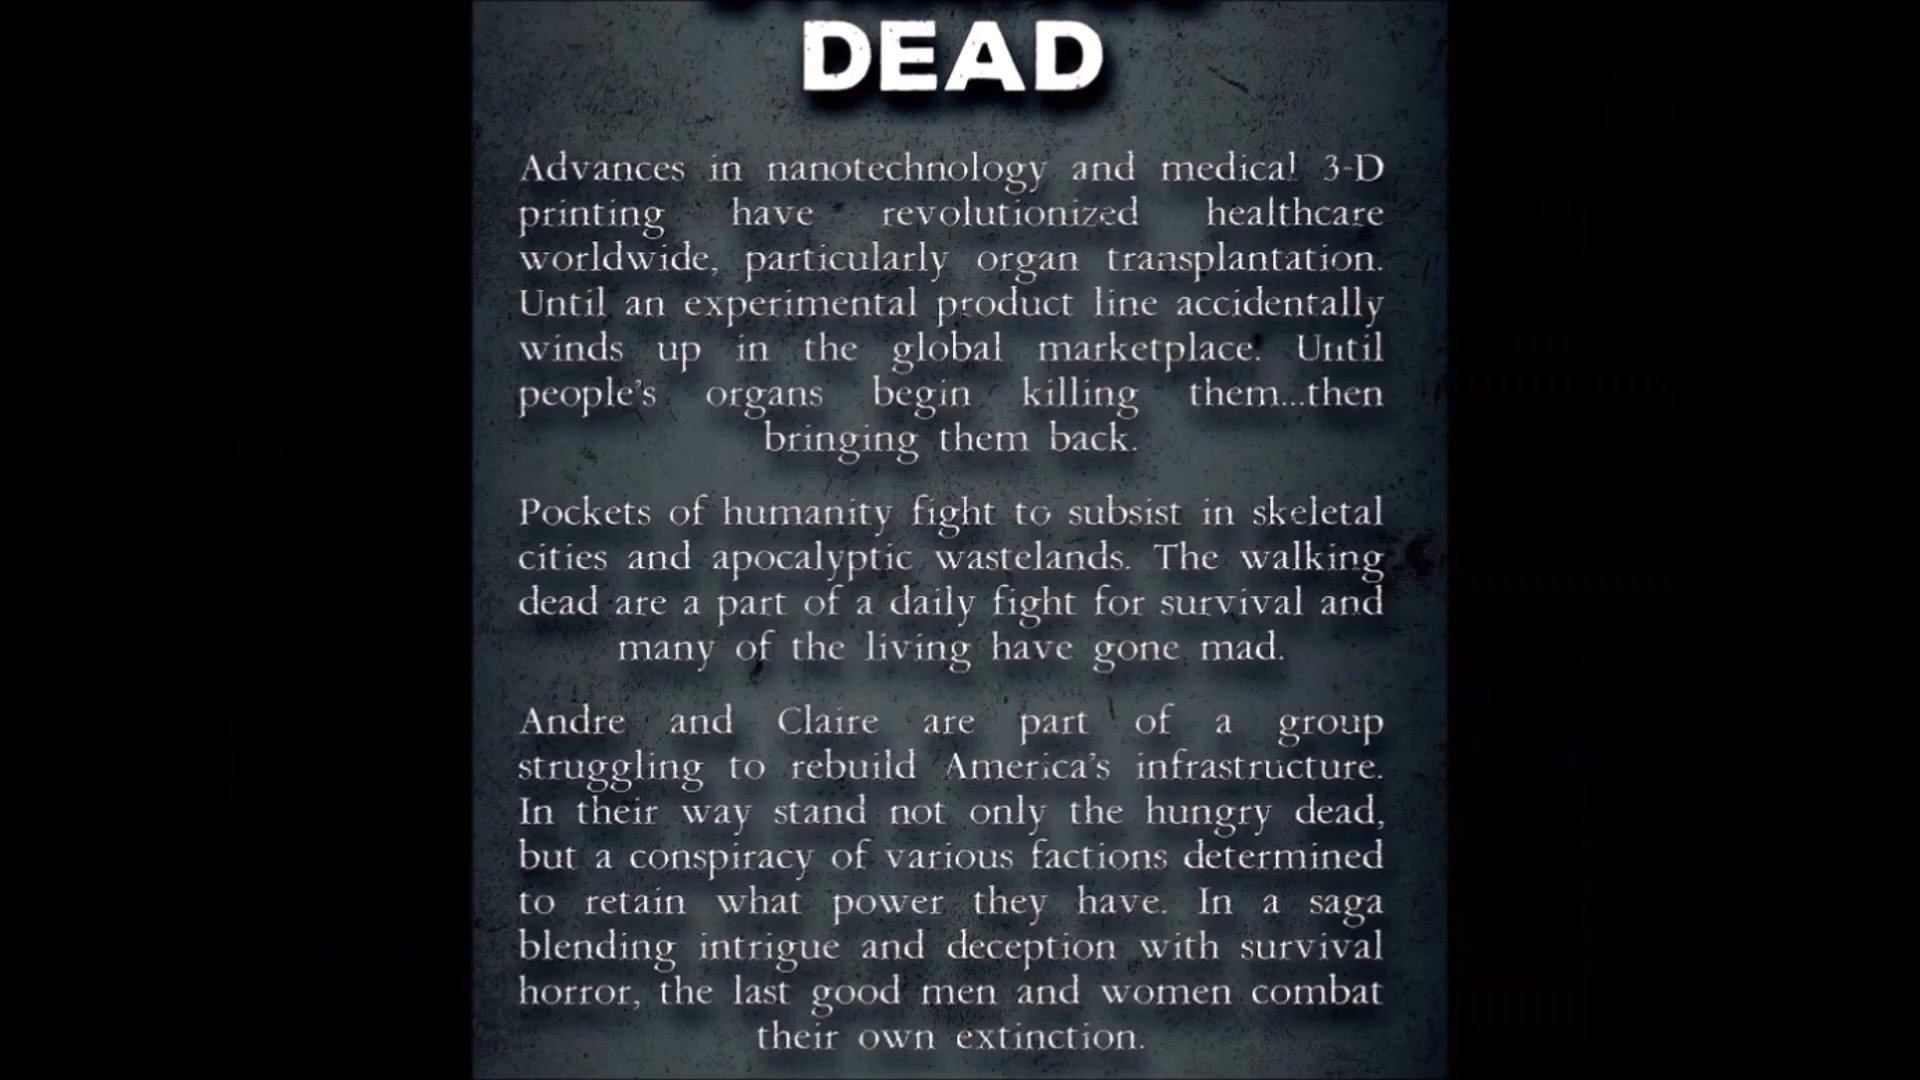 DEAD
Advances in nanotechnology and medical 3-D
printing have revolutionized healthcare
worldwide, particularly organ transplantation.
Until an experimental product line accidentally
winds up in the global marketplace. Until
people's organs begin killing them...then
bringing them back.
Pockets of humanity fight to subsist in skeletal
cities and apocalyptic wastelands. The walking
dead are a part of a daily fight for survival and
many of the living have gone mad.
Andre and Claire are part of a group
struggling to rebuild America's infrastructure.
In their way stand not only the hungry dead,
but a conspiracy of various factions determined
to retain what power they have. In a saga
blending intrigue and deception with survival
horror, the last good men and women combat
their own extinction.